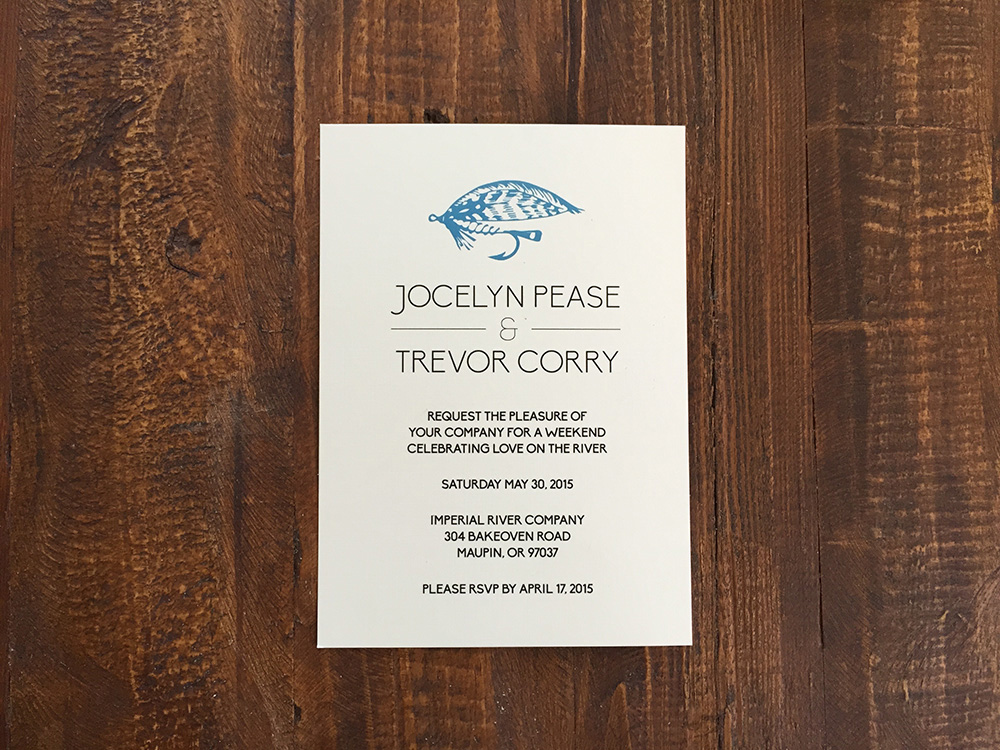 JOCELYN PEASE
&
TREVOR CORRY
REQUEST THE PLEASURE OF
YOUR COMPANY FOR A WEEKEND
CELEBRATING LOVE ON THE RIVER
SATURDAY MAY 30, 2015
IMPERIAL RIVER COMPANY
304 BAKEOVEN ROAD
MAUPIN, OR 97037
PLEASE RSVP BY APRIL 17, 2015